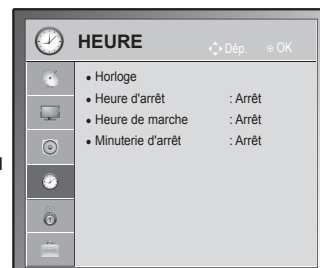 HEURE Dép. OK
Horloge
Heure d'arrêt : Arrêt
Heure de marche : Arrêt
Minuterie d'arrêt : Arrêt